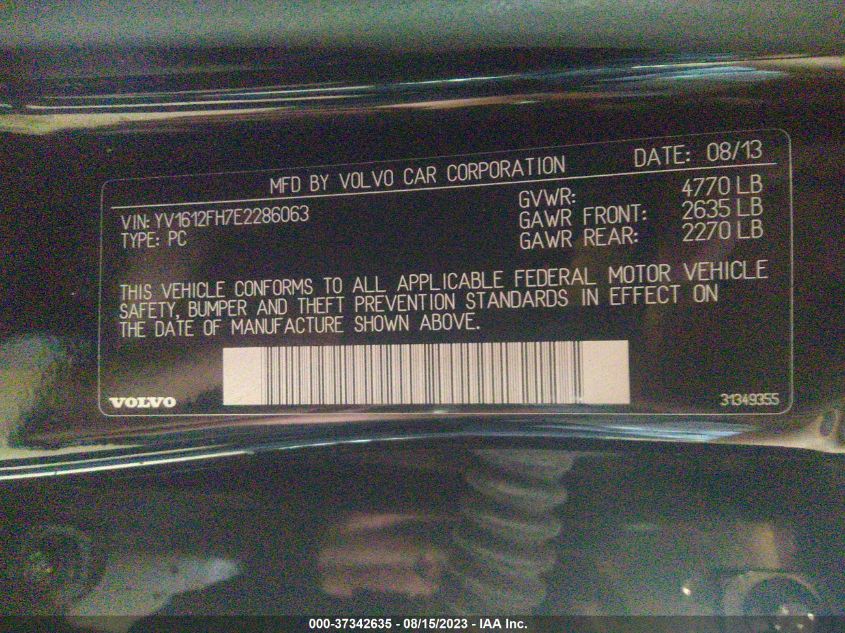 MFD BY VOLVO CAR CORPORATION DATE: 08/13
VIN: YV1612FH7E2286063
TYPE: PC
GVWR: 4770 LB
GAWR FRONT: 2635 LB
GAWR REAR: 2270 LB
THIS VEHICLE CONFORMS TO ALL APPLICABLE FEDERAL MOTOR VEHICLE
SAFETY, BUMPER AND THEFT PREVENTION STANDARDS IN EFFECT ON
THE DATE OF MANUFACTURE SHOWN ABOVE.
VOLVO
31349355
000-37342635 - 08/15/2023 - IAA Inc.